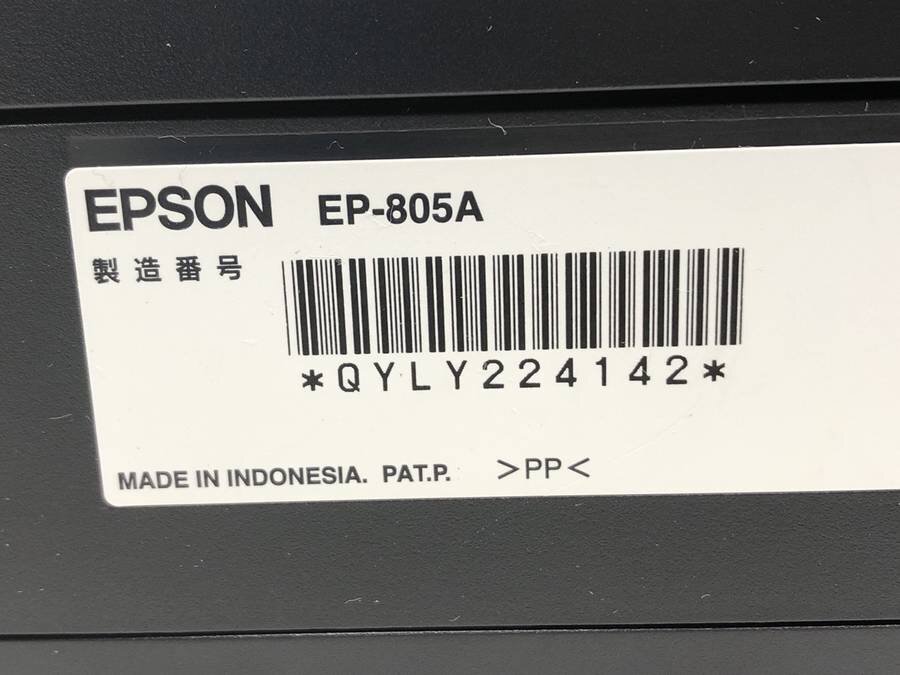 EPSON EP-805A
製造番号
*QYLY224142*
MADE IN INDONESIA. PAT.P. >PP<